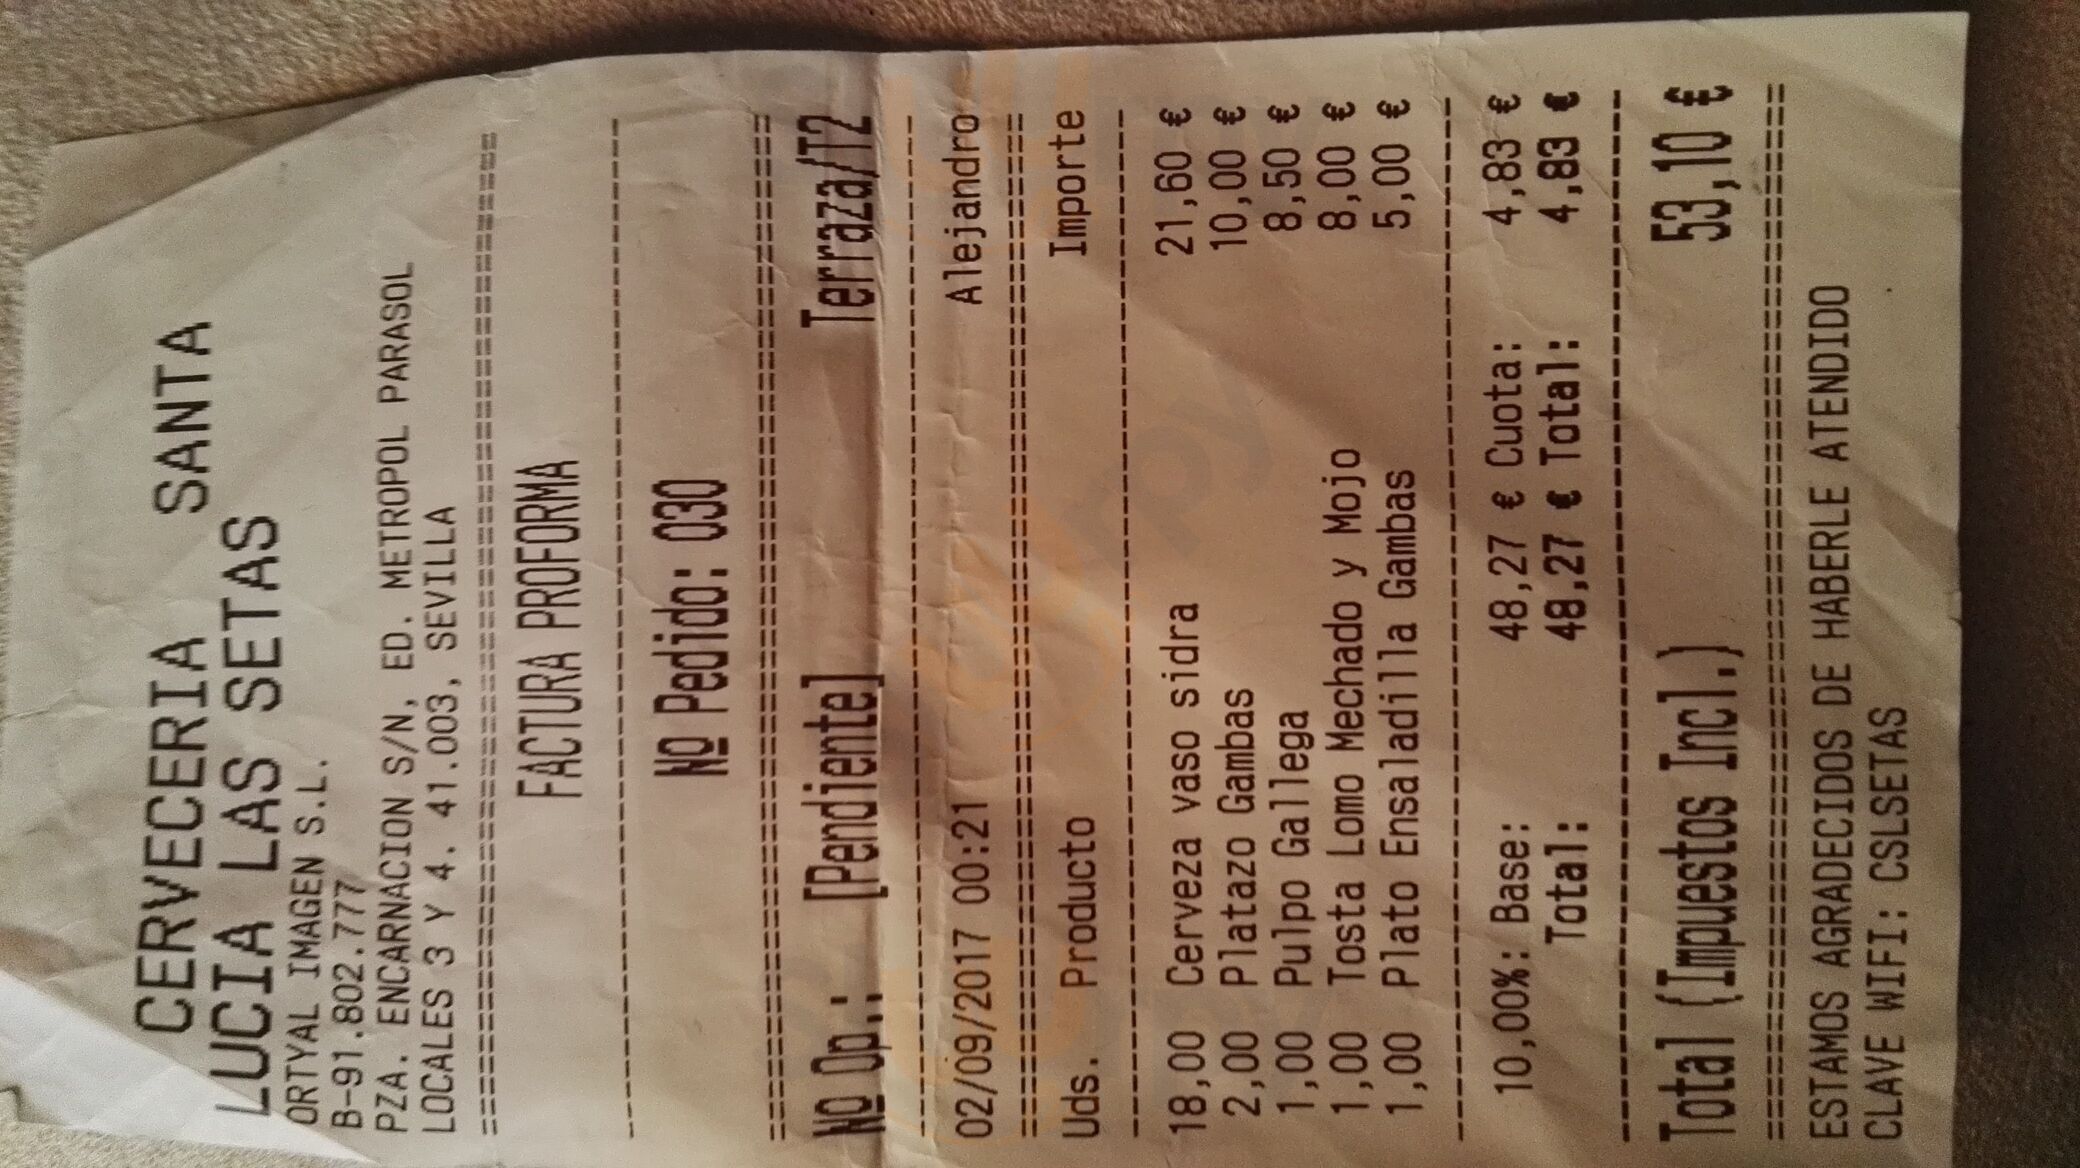 CERVECERIA SANTA
LUCIA LAS SETAS
ORTYAL IMAGEN S.L.
B-91.802.777
PZA. ENCARNACION S/N, ED. METROPOL PARASOL
LOCALES 3 Y 4. 41.003, SEVILLA
FACTURA PROFORMA
Nº Pedido: 030
Nº Op.: [Pendiente] Terraza/T2
02/09/2017 00:21 Alejandro
Uds. Producto Importe
18,00 Cerveza vaso sidra 21,60 €
2,00 Platazo Gambas 10,00 €
1,00 Pulpo Gallega 8,50 €
1,00 Tosta Lomo Mechado y Mojo 8,00 €
1,00 Plato Ensaladilla Gambas 5,00 €
10,00%: Base: 48,27 € Cuota: 4,83 €
Total: 48,27 € Total: 4,83 €
Total (Impuestos Incl.) 53,10 €
ESTAMOS AGRADECIDOS DE HABERLE ATENDIDO
CLAVE WIFI: CSLSETAS